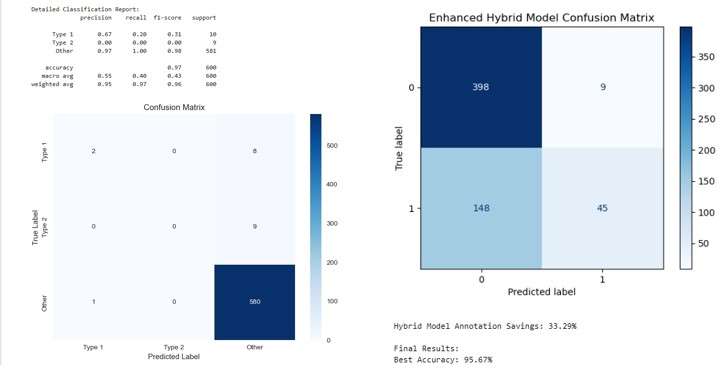 Detailed Classification Report:
precision recall f1-score support
Type 1 0.67 0.20 0.31 10
Type 2 0.00 0.00 0.00 9
Other 0.97 1.00 0.98 581
accuracy 0.97 600
macro avg 0.55 0.40 0.43 600
weighted avg 0.95 0.97 0.96 600
Confusion Matrix
True Label
Type 1
2 0 8
Type 2
0 0 9
Other
1 0 580
Type 1 Type 2 Other
Predicted Label
500
400
300
200
100
0
Enhanced Hybrid Model Confusion Matrix
True label
0
398 9
1
148 45
0 1
Predicted label
350
300
250
200
150
100
50
Hybrid Model Annotation Savings: 33.29%
Final Results:
Best Accuracy: 95.67%